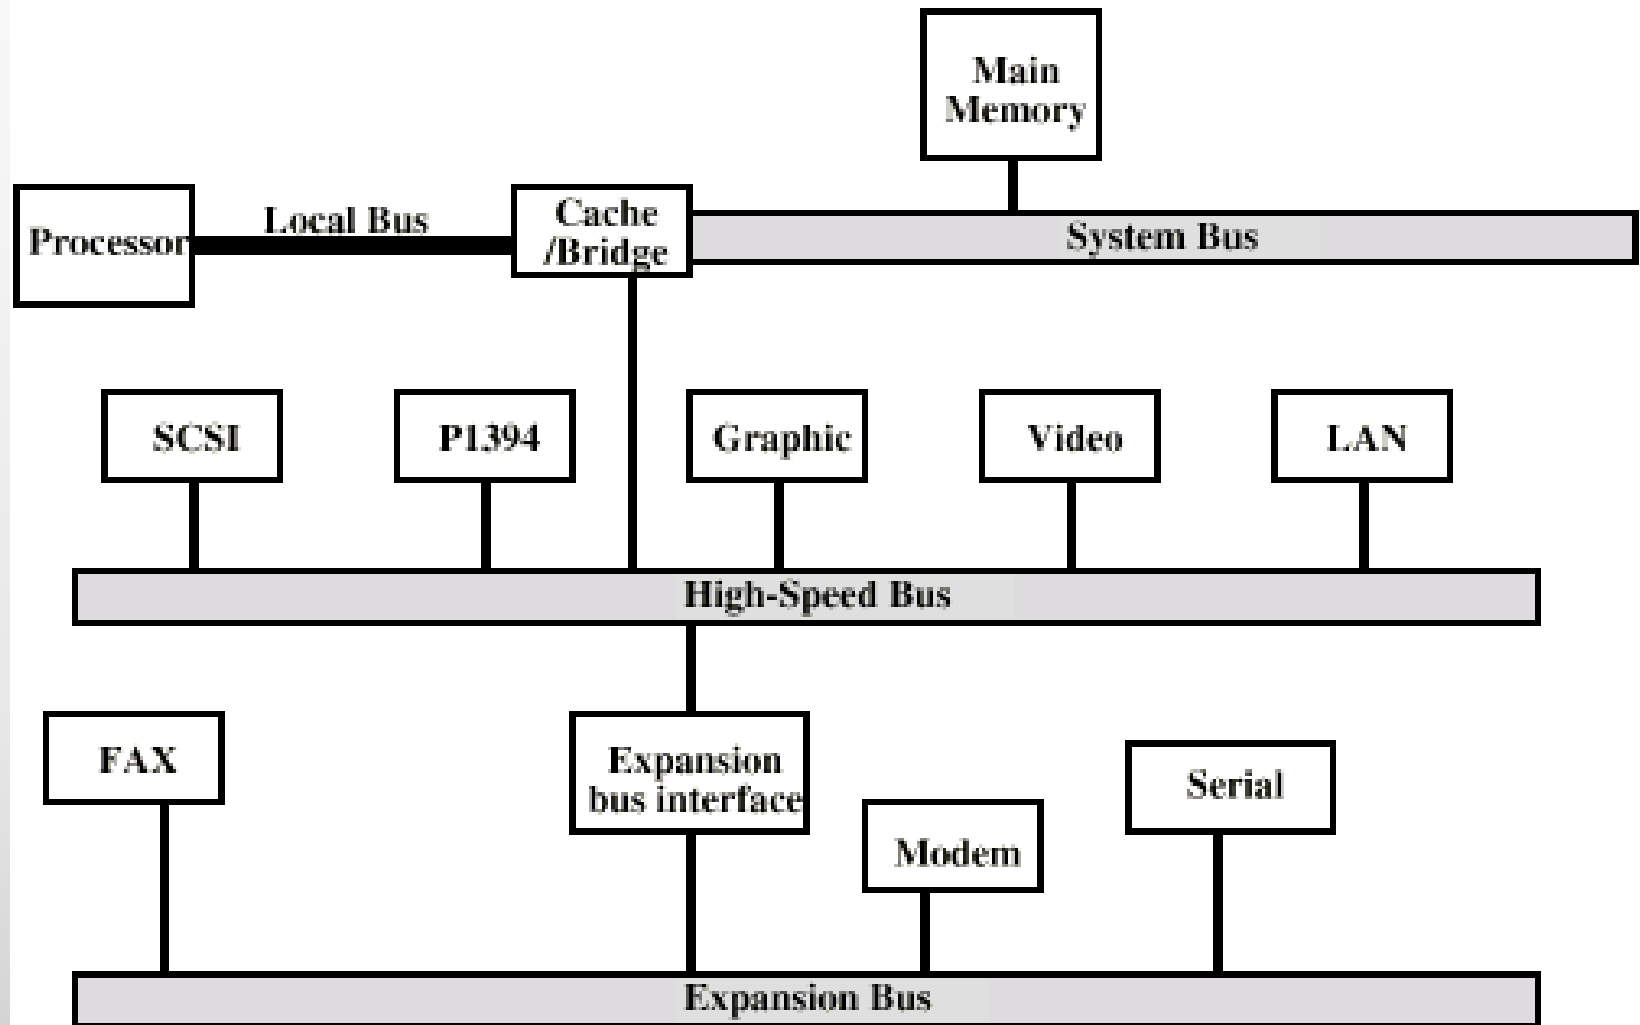 Main
Memory
Processor
Local Bus
Cache
/Bridge
System Bus
SCSI
P1394
Graphic
Video
LAN
High-Speed Bus
FAX
Expansion
bus interface
Modem
Serial
Expansion Bus